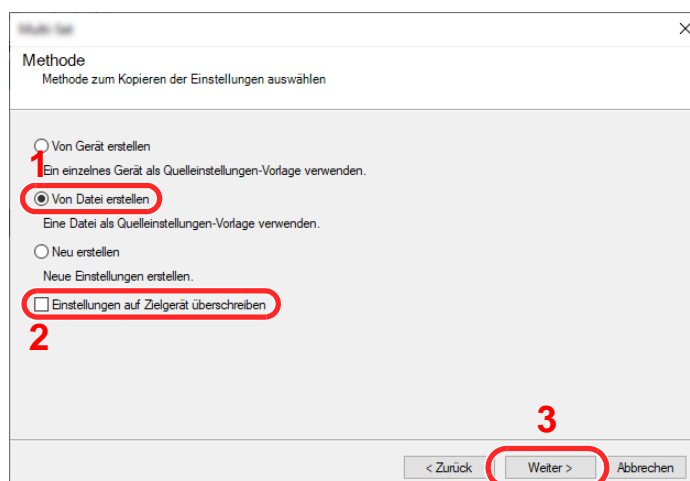 Methode
Methode zum Kopieren der Einstellungen auswählen
Von Gerät erstellen
1
Ein einzelnes Gerät als Quelleinstellungen-Vorlage verwenden.
Von Datei erstellen
Eine Datei als Quelleinstellungen-Vorlage verwenden.
Neu erstellen
Neue Einstellungen erstellen.
Einstellungen auf Zielgerät überschreiben
2
3
< Zurück Weiter > Abbrechen